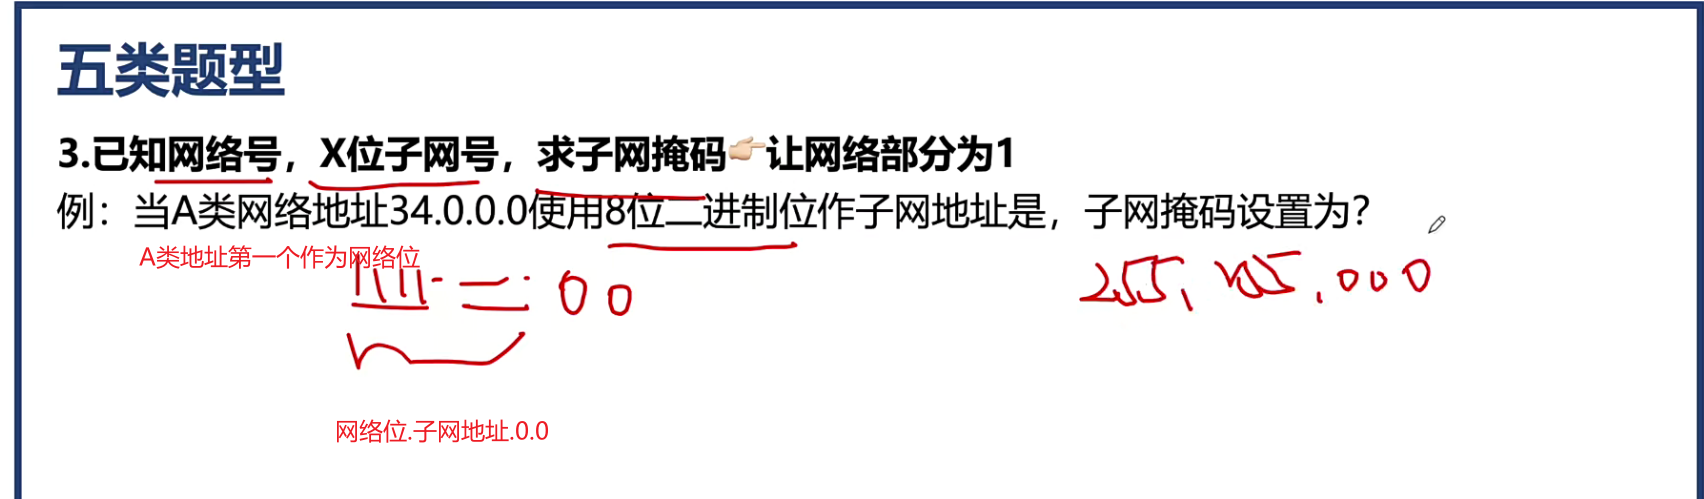 五类题型
3.已知网络号，X位子网号，求子网掩码👉让网络部分为1
例：当A类网络地址34.0.0.0使用8位二进制位作子网地址是，子网掩码设置为？
A类地址第一个作为网络位
1111 0 0
255.255.000
网络位.子网地址.0.0